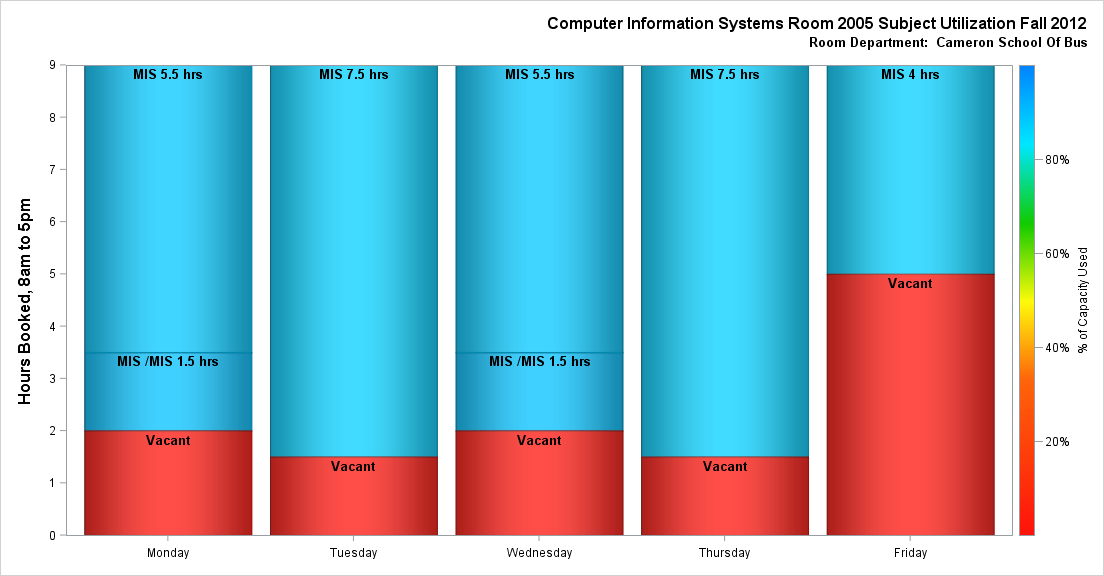 Computer Information Systems Room 2005 Subject Utilization Fall 2012
Room Department:  Cameron School Of Bus
Hours Booked, 8am to 5pm
9
8
7
6
5
4
3
2
1
0
MIS 5.5 hrs
MIS /MIS 1.5 hrs
Vacant
MIS 7.5 hrs
Vacant
MIS 5.5 hrs
MIS /MIS 1.5 hrs
Vacant
MIS 7.5 hrs
Vacant
MIS 4 hrs
Vacant
Monday
Tuesday
Wednesday
Thursday
Friday
80%
60%
40%
20%
% of Capacity Used